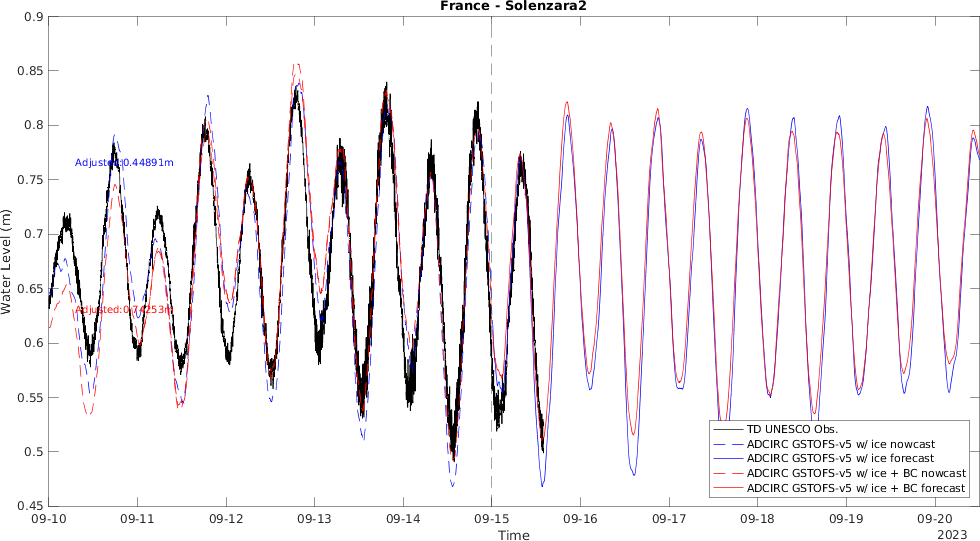 France - Solenzara2
0.9
0.85
0.8
0.75
0.7
0.65
0.6
0.55
0.5
0.45
Water Level (m)
Adjusted:0.44891m
Adjusted:0.74253m
TD UNESCO Obs.
ADCIRC GSTOFS-v5 w/ ice nowcast
ADCIRC GSTOFS-v5 w/ ice forecast
ADCIRC GSTOFS-v5 w/ ice + BC nowcast
ADCIRC GSTOFS-v5 w/ ice + BC forecast
09-10 09-11 09-12 09-13 09-14 09-15 09-16 09-17 09-18 09-19 09-20
Time
2023